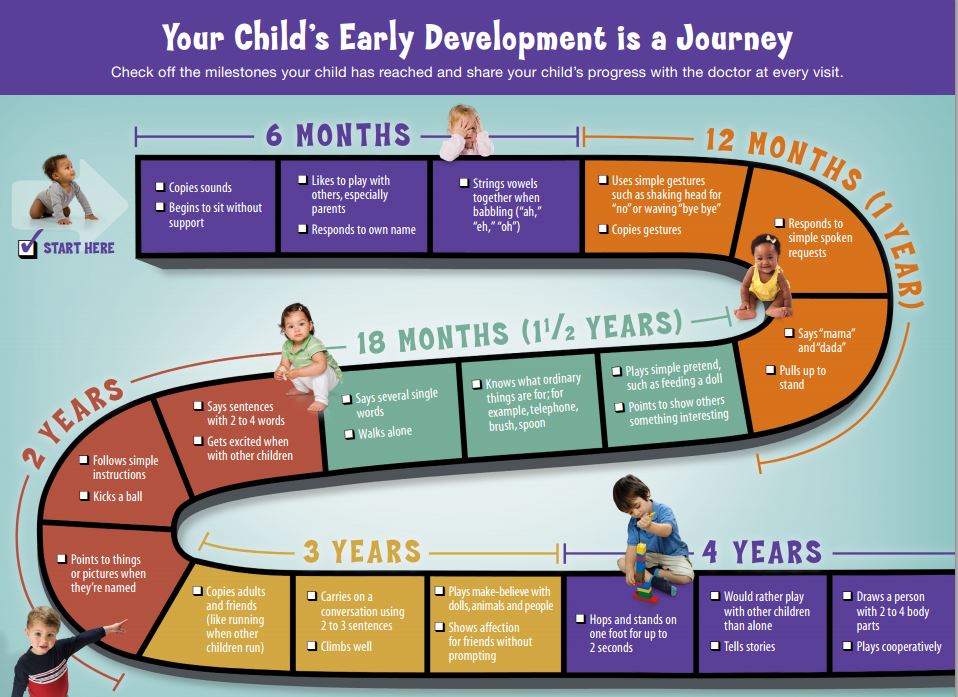 Your Child's Early Development is a Journey
Check off the milestones your child has reached and share your child's progress with the doctor at every visit.
START HERE
6 MONTHS
Copies sounds
Begins to sit without
support
Likes to play with
others, especially
parents
Responds to own name
Strings vowels
together when
babbling ("ah,"
"eh," "oh")
12 MONTHS (1 YEAR)
Uses simple gestures
such as shaking head for
"no" or waving "bye bye"
Copies gestures
Responds to
simple spoken
requests
Says "mama"
and "dada"
Pulls up to
stand
18 MONTHS (1 1/2 YEARS)
Plays simple pretend,
such as feeding a doll
Points to show others
something interesting
Knows what ordinary
things are for; for
example, telephone,
brush, spoon
Says several single
words
Walks alone
2 YEARS
Says sentences
with 2 to 4 words
Gets excited when
with other children
Follows simple
instructions
Kicks a ball
Points to things
or pictures when
they're named
3 YEARS
Copies adults
and friends
(like running
when other
children run)
Carries on a
conversation using
2 to 3 sentences
Climbs well
Plays make-believe with
dolls, animals and people
Shows affection
for friends without
prompting
4 YEARS
Hops and stands on
one foot for up to
2 seconds
Would rather play
with other children
than alone
Tells stories
Draws a person
with 2 to 4 body
parts
Plays cooperatively